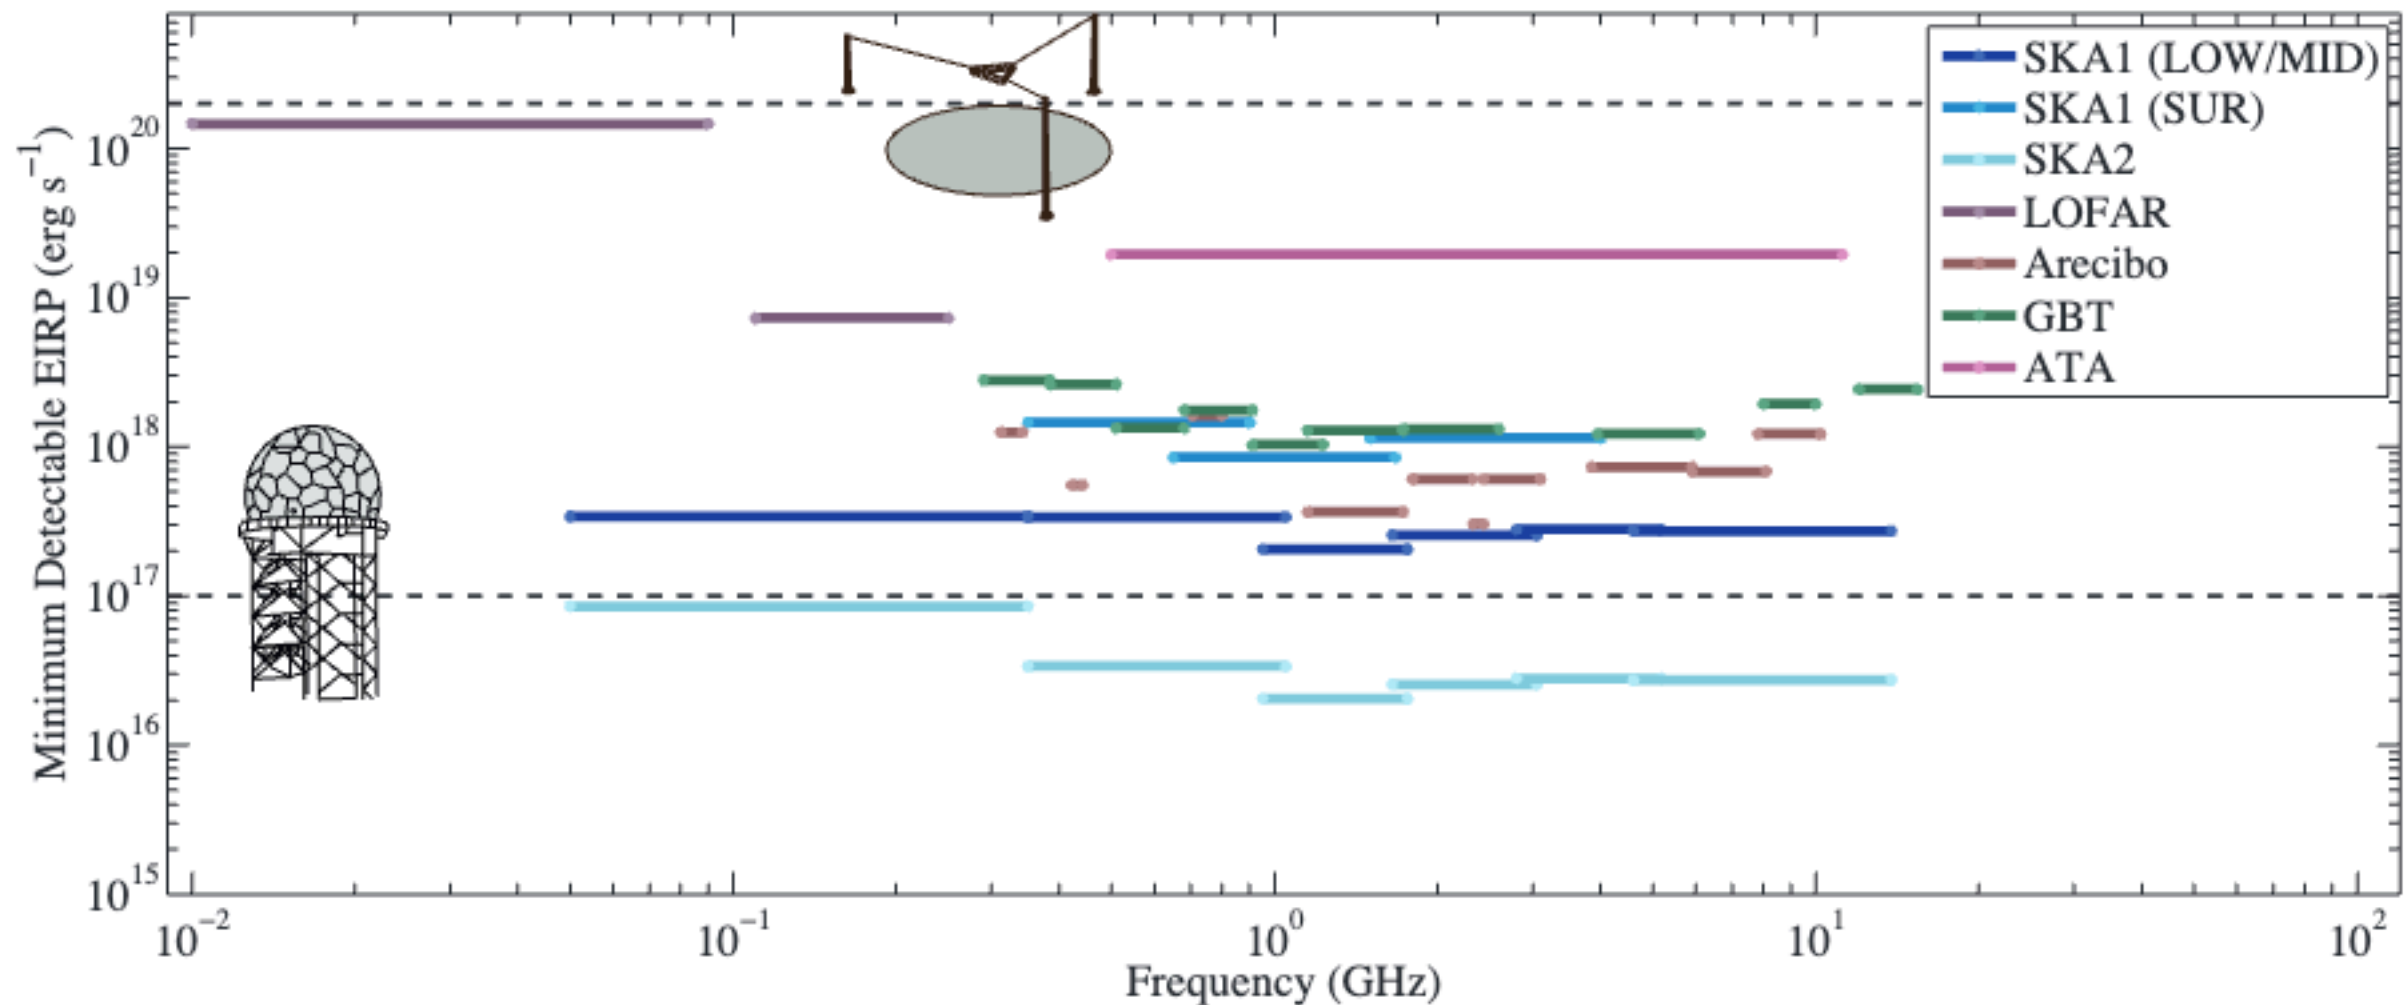 SKA1 (LOW/MID)
SKA1 (SUR)
SKA2
LOFAR
Arecibo
GBT
ATA
Minimum Detectable EIRP (erg s⁻¹)
10²⁰
10¹⁹
10¹⁸
10¹⁷
10¹⁶
10¹⁵
10⁻² 10⁻¹ 10⁰ 10¹ 10²
Frequency (GHz)